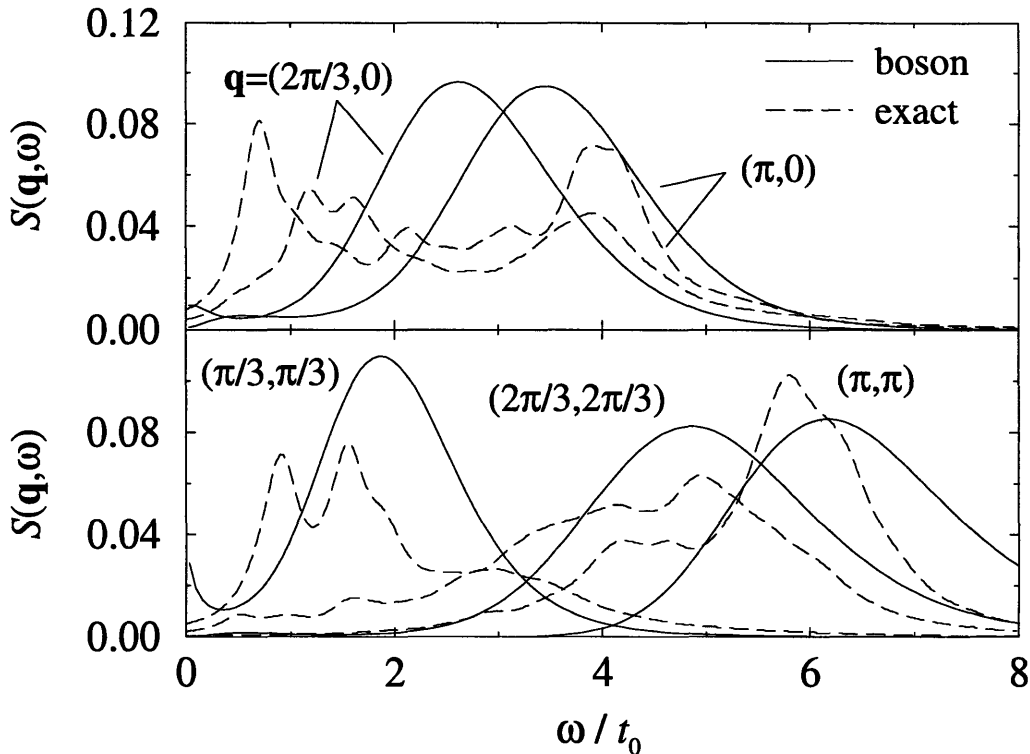 0.12
boson
q=(2π/3,0)
exact
0.08
S(q,ω)
(π,0)
0.04
0.00
(π/3,π/3)
(2π/3,2π/3)
(π,π)
0.08
S(q,ω)
0.04
0.00
0 2 4 6 8
ω / t₀